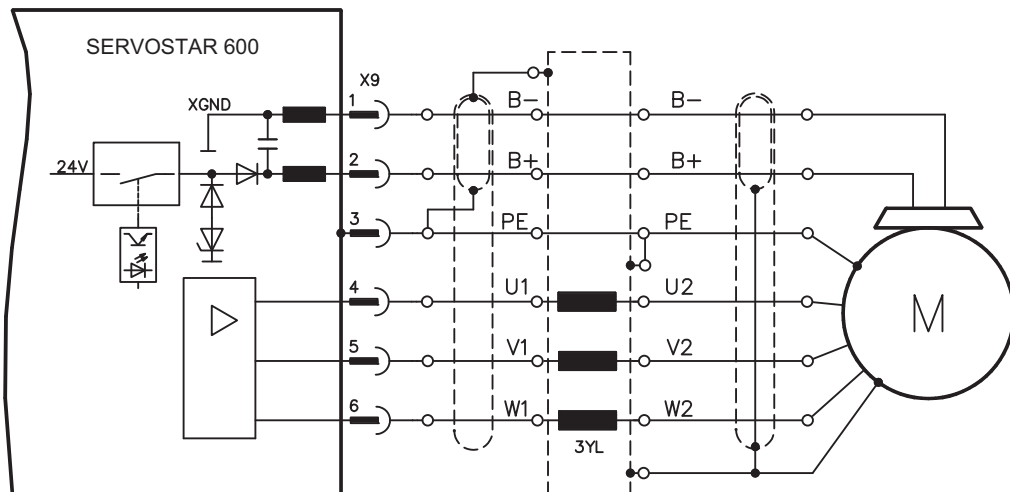 SERVOSTAR 600
X9
XGND
1
B-
B-
24V
2
B+
B+
3
PE
PE
4
U1
U2
M
5
V1
V2
6
W1
W2
3YL